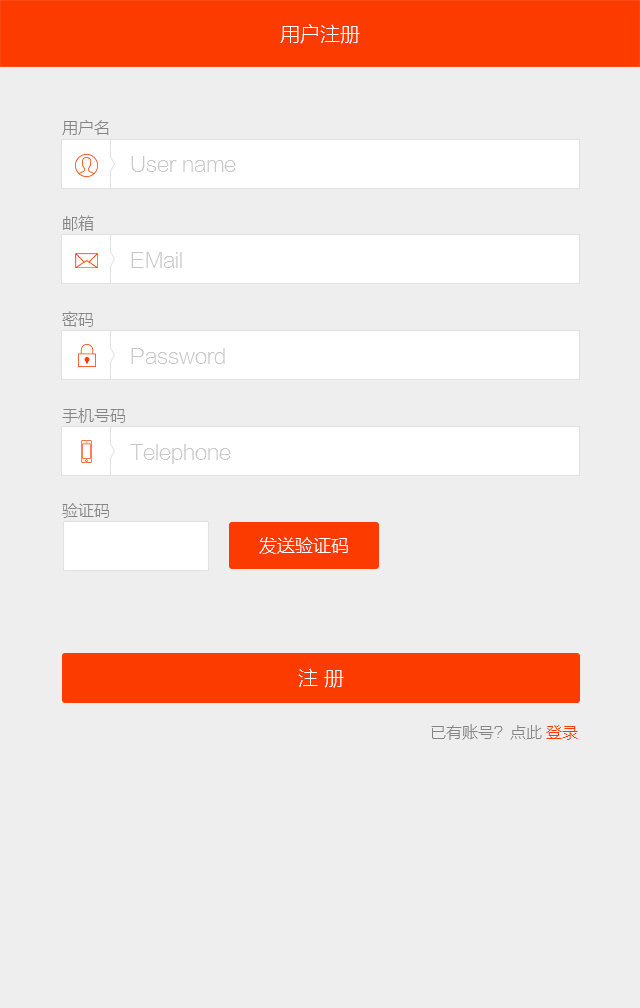 用户注册
用户名
User name
邮箱
EMail
密码
Password
手机号码
Telephone
验证码
发送验证码
注 册
已有账号？点此 登录